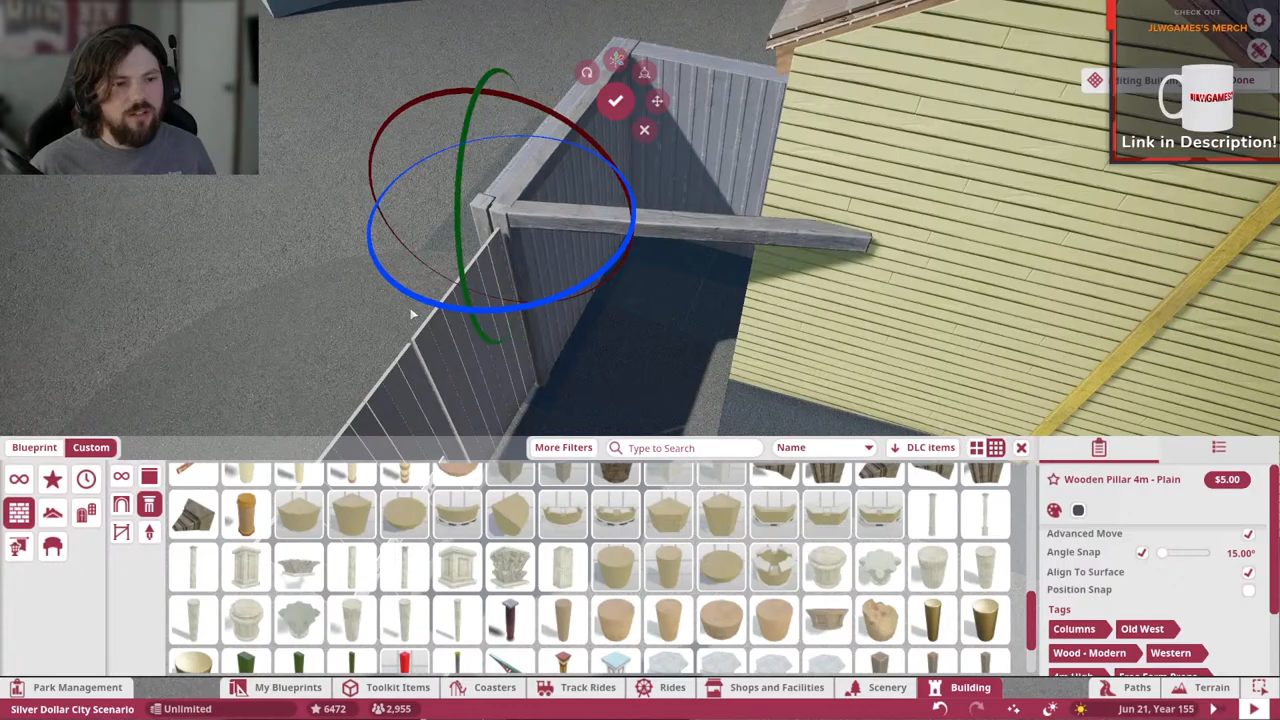 CHECK OUT
JLWGAMES'S MERCH
Done
JLWGAMES
Link in Description!
Blueprint
Custom
More Filters
Type to Search
Name
DLC items
Wooden Pillar 4m - Plain
$5.00
Advanced Move
Angle Snap
15.00°
Align To Surface
Position Snap
Tags
Columns
Old West
Wood - Modern
Western
Park Management
My Blueprints
Toolkit Items
Coasters
Track Rides
Rides
Shops and Facilities
Scenery
Building
Paths
Terrain
Silver Dollar City Scenario
Unlimited
6472
2,955
Jun 21, Year 155